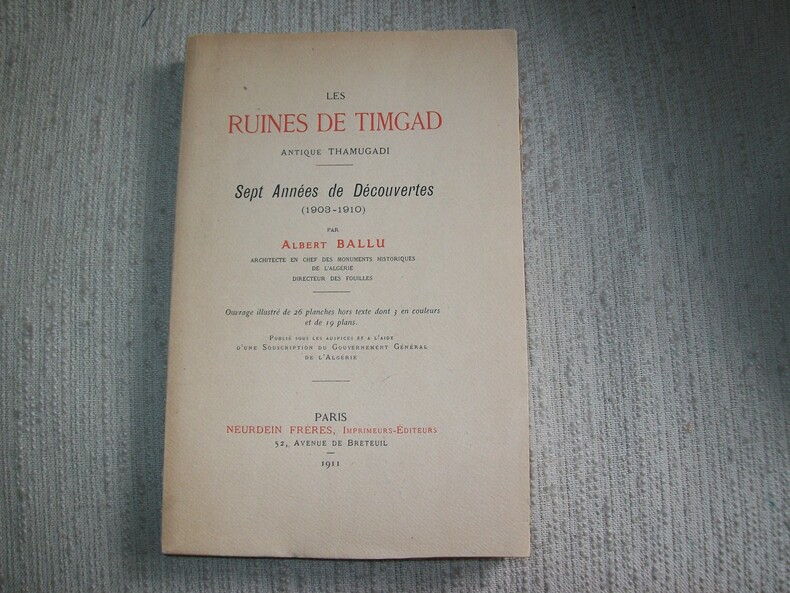 LES
RUINES DE TIMGAD
ANTIQUE THAMUGADI
Sept Années de Découvertes
(1903-1910)
PAR
ALBERT BALLU
ARCHITECTE EN CHEF DES MONUMENTS HISTORIQUES
DE L'ALGÉRIE
DIRECTEUR DES FOUILLES
Ouvrage illustré de 26 planches hors texte dont 3 en couleurs
et de 19 plans.
PUBLIÉ SOUS LES AUSPICES ET A L'AIDE
D'UNE SOUSCRIPTION DU GOUVERNEMENT GÉNÉRAL
DE L'ALGÉRIE
PARIS
NEURDEIN FRÈRES, IMPRIMEURS-ÉDITEURS
52, AVENUE DE BRETEUIL
1911